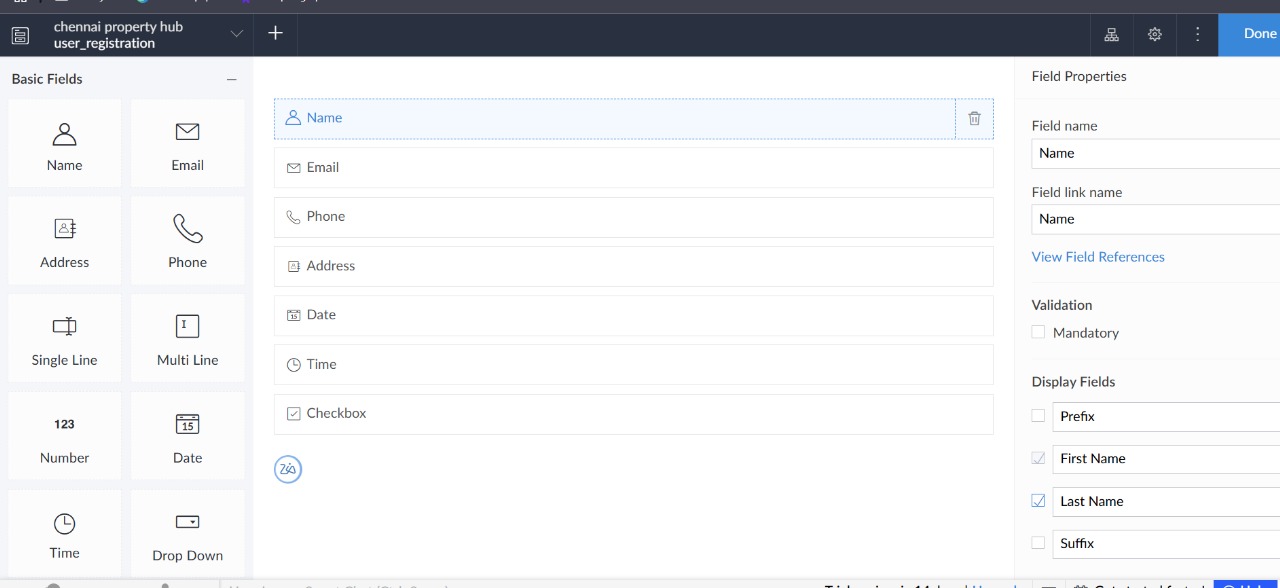 chennai property hub
user_registration
Done
Basic Fields
Name
Email
Address
Phone
Single Line
Multi Line
123
Number
15
Date
Time
Drop Down
Name
Email
Phone
Address
15 Date
Time
Checkbox
Zia
Field Properties
Field name
Name
Field link name
Name
View Field References
Validation
Mandatory
Display Fields
Prefix
First Name
Last Name
Suffix